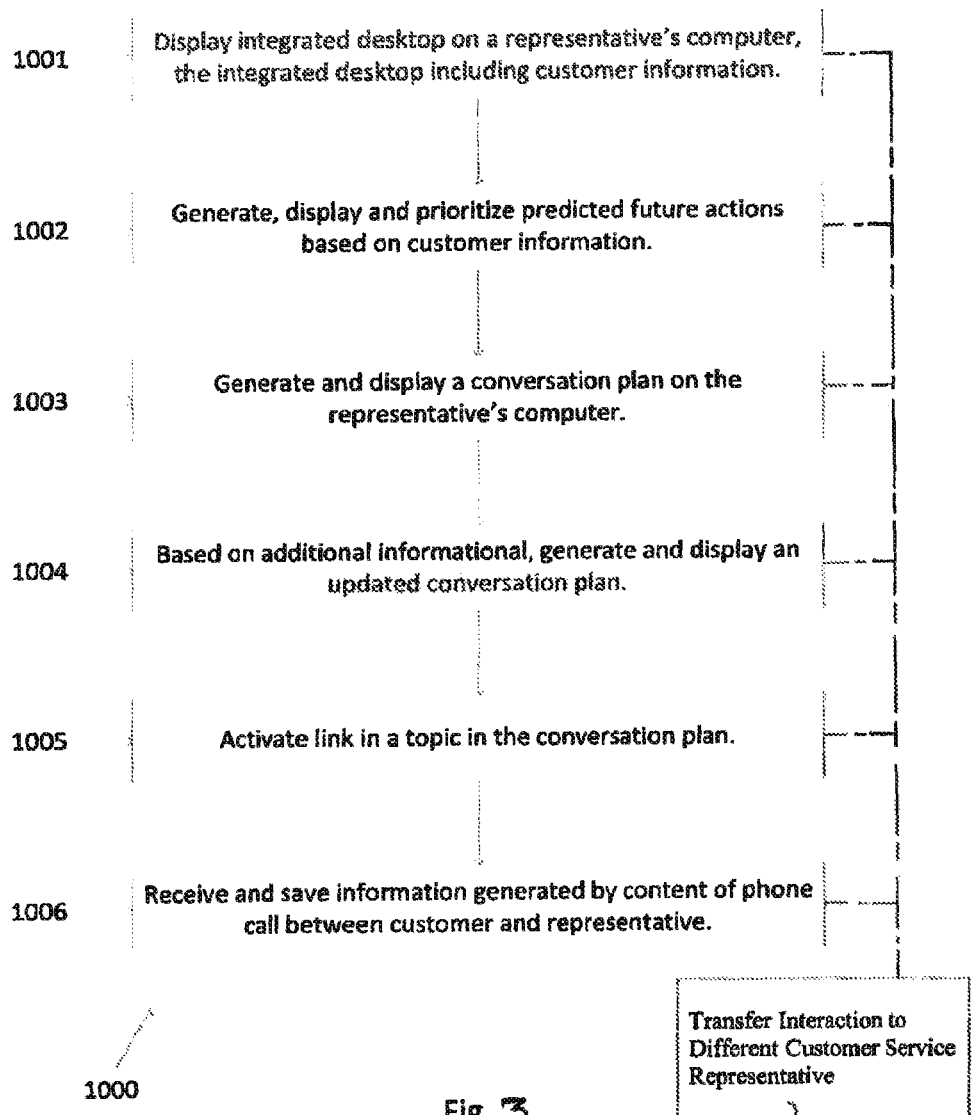 1001
Display integrated desktop on a representative's computer,
the integrated desktop including customer information.
1002
Generate, display and prioritize predicted future actions
based on customer information.
1003
Generate and display a conversation plan on the
representative's computer.
1004
Based on additional informational, generate and display an
updated conversation plan.
1005
Activate link in a topic in the conversation plan.
1006
Receive and save information generated by content of phone
call between customer and representative.
1000
Fig. 3
Transfer Interaction to
Different Customer Service
Representative